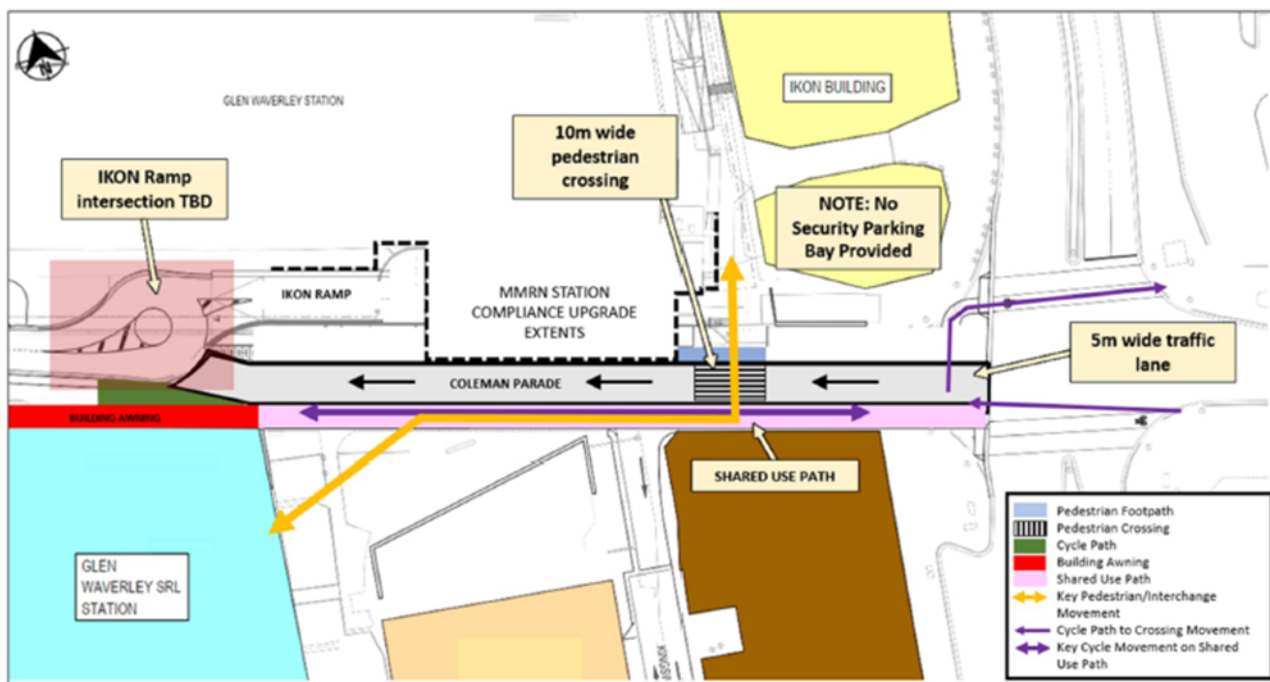 N
GLEN WAVERLEY STATION
IKON BUILDING
10m wide
pedestrian
crossing
IKON Ramp
intersection TBD
NOTE: No
Security Parking
Bay Provided
IKON RAMP
MMRN STATION
COMPLIANCE UPGRADE
EXTENTS
5m wide traffic
lane
COLEMAN PARADE
BUILDING AWNING
SHARED USE PATH
GLEN
WAVERLEY SRL
STATION
Pedestrian Footpath
Pedestrian Crossing
Cycle Path
Building Awning
Shared Use Path
Key Pedestrian/Interchange
Movement
Cycle Path to Crossing Movement
Key Cycle Movement on Shared
Use Path